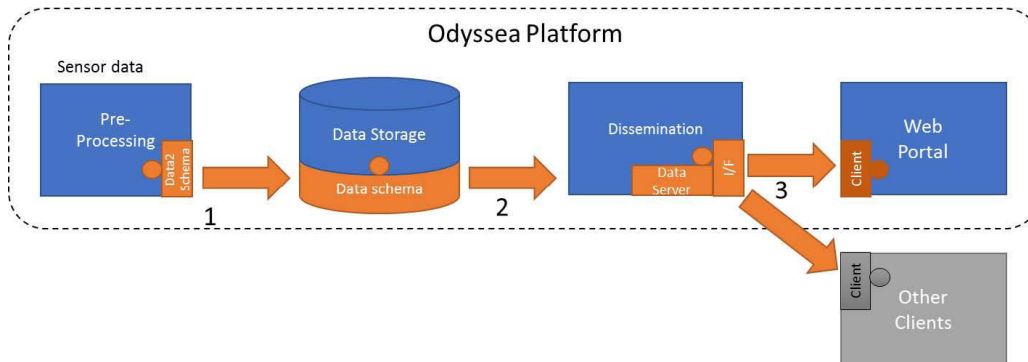 Odyssea Platform
Sensor data
Pre-
Processing
Data2
Schema
1
Data Storage
Data schema
2
Dissemination
Data
Server
I/F
3
Client
Web
Portal
Client
Other
Clients